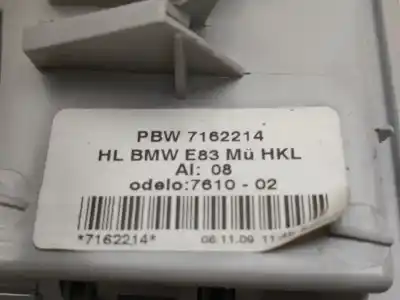 PBW 7162214
HL BMW E83 Mü HKL
AI: 08
odelo:7610 - 02
*7162214*
06.11.09